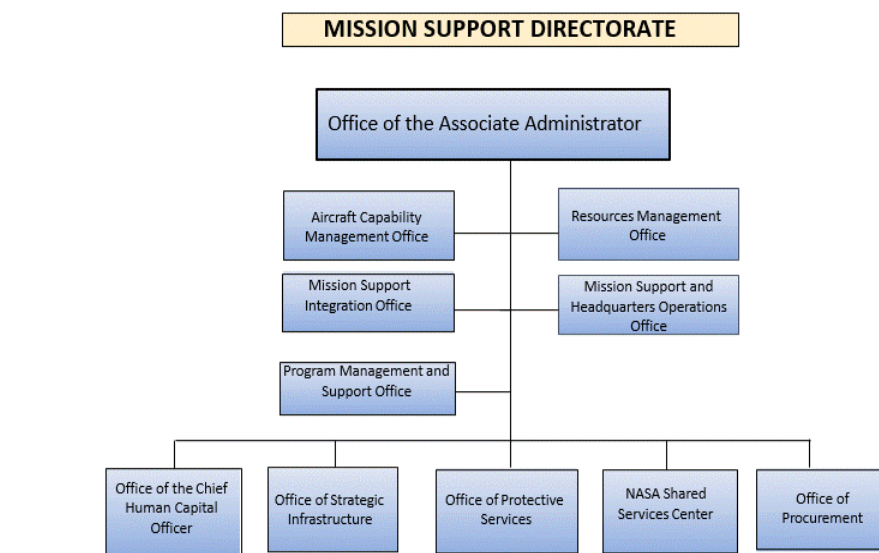 MISSION SUPPORT DIRECTORATE
Office of the Associate Administrator
Aircraft Capability
Management Office
Resources Management
Office
Mission Support
Integration Office
Mission Support and
Headquarters Operations
Office
Program Management and
Support Office
Office of the Chief
Human Capital
Officer
Office of Strategic
Infrastructure
Office of Protective
Services
NASA Shared
Services Center
Office of
Procurement